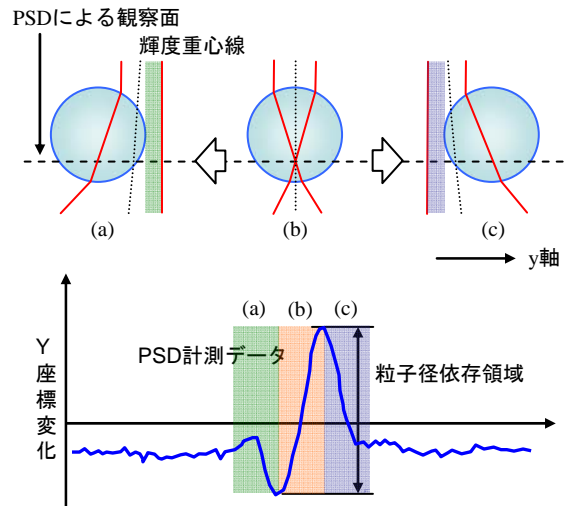 PSDによる観察面
輝度重心線
(a)
(b)
(c)
y軸
(a) (b) (c)
PSD計測データ
粒子径依存領域
Y座標変化